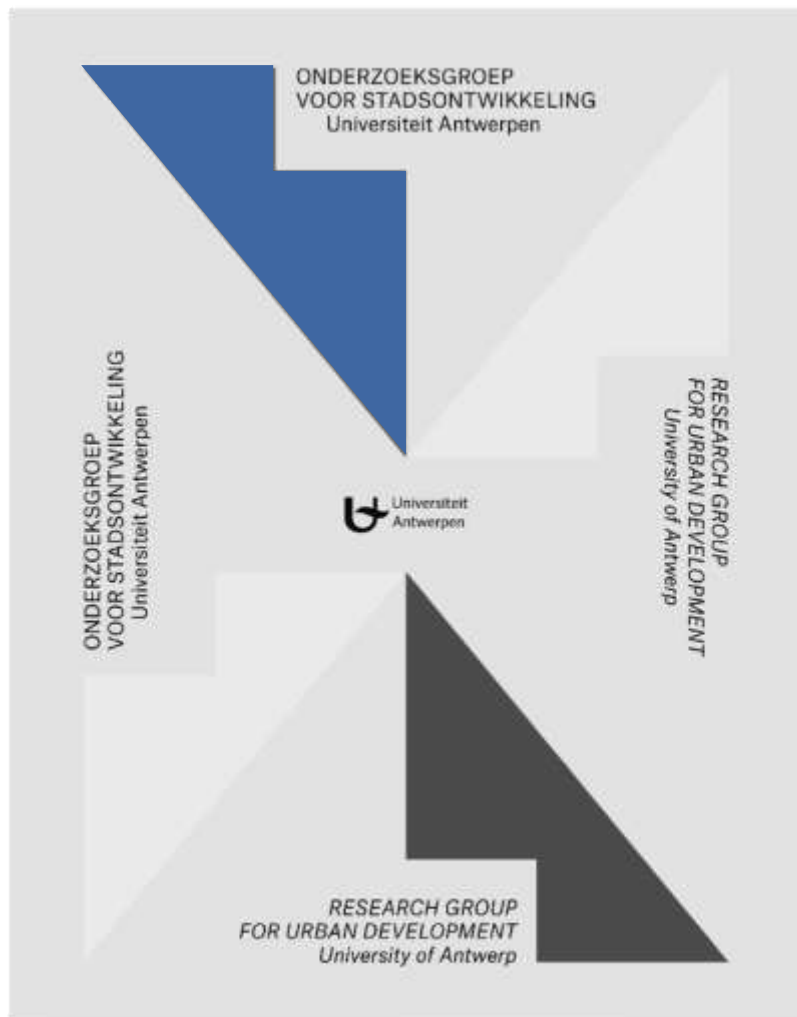 ONDERZOEKSGROEP
VOOR STADSONTWIKKELING
Universiteit Antwerpen
ONDERZOEKSGROEP
VOOR STADSONTWIKKELING
Universiteit Antwerpen
RESEARCH GROUP
FOR URBAN DEVELOPMENT
University of Antwerp
Universiteit
Antwerpen
RESEARCH GROUP
FOR URBAN DEVELOPMENT
University of Antwerp